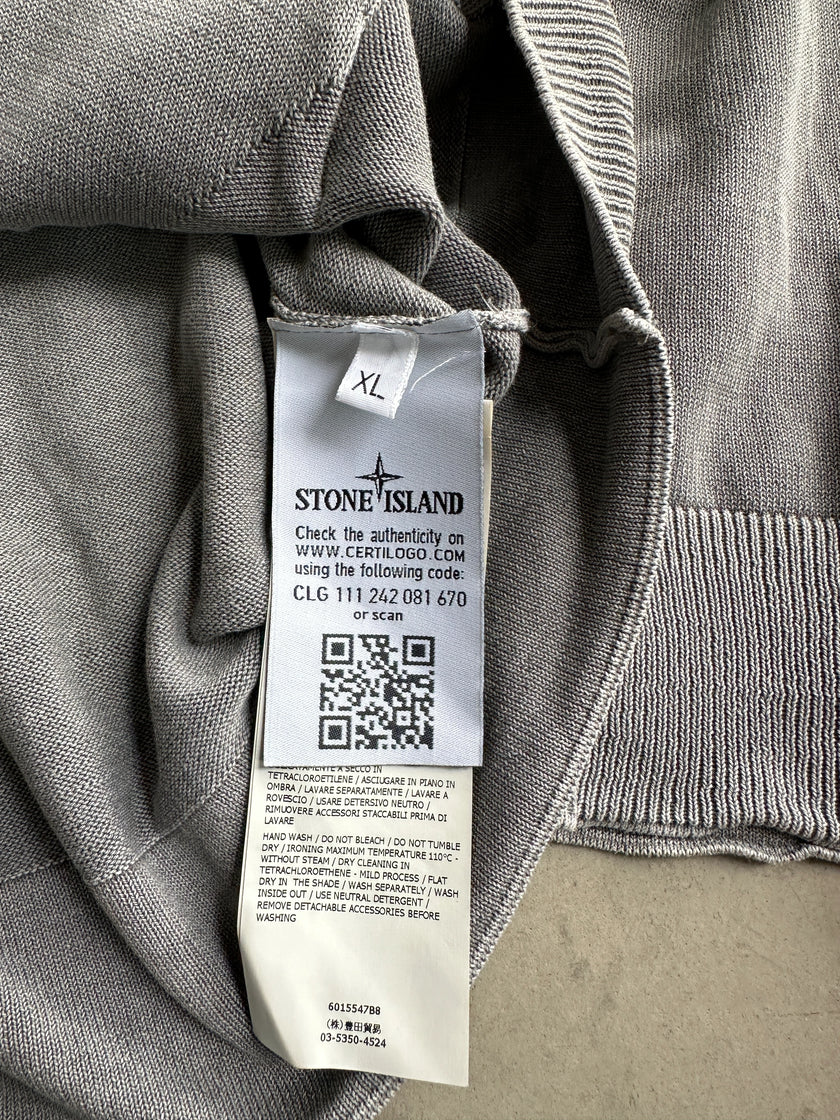 XL
STONE ISLAND
Check the authenticity on
WWW.CERTILOGO.COM
using the following code:
CLG 111 242 081 670
or scan
A SECCO IN
TETRACLOROETILENE / ASCIUGARE IN PIANO IN
OMBRA / LAVARE SEPARATAMENTE / LAVARE A
ROVESCIO / USARE DETERSIVO NEUTRO /
RIMUOVERE ACCESSORI STACCABILI PRIMA DI
LAVARE
HAND WASH / DO NOT BLEACH / DO NOT TUMBLE
DRY / IRONING MAXIMUM TEMPERATURE 110°C -
WITHOUT STEAM / DRY CLEANING IN
TETRACHLOROETHENE - MILD PROCESS / FLAT
DRY IN THE SHADE / WASH SEPARATELY / WASH
INSIDE OUT / USE NEUTRAL DETERGENT /
REMOVE DETACHABLE ACCESSORIES BEFORE
WASHING
6015547B8
(株)豊田貿易
03-5350-4524